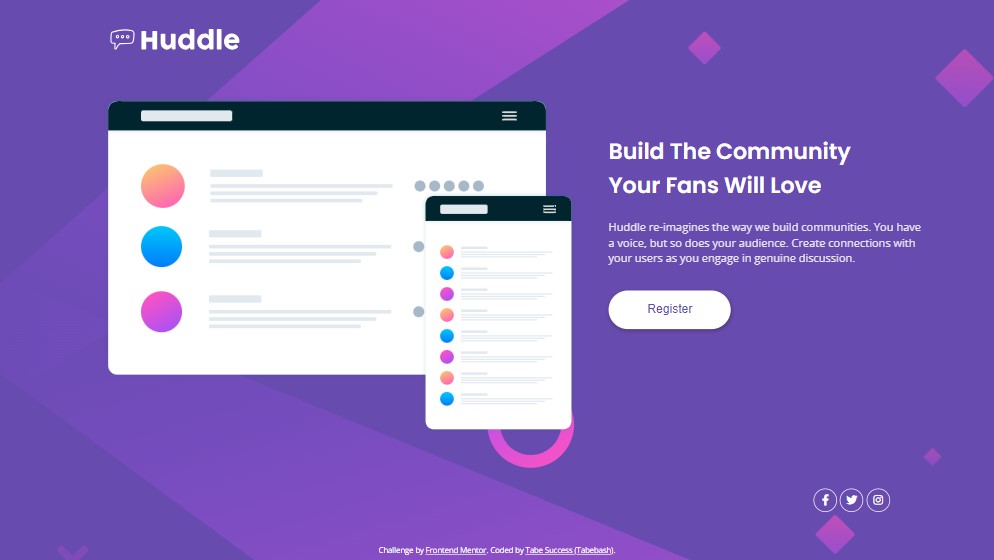 Huddle
Build The Community
Your Fans Will Love
Huddle re-imagines the way we build communities. You have
a voice, but so does your audience. Create connections with
your users as you engage in genuine discussion.
Register
Challenge by Frontend Mentor. Coded by Tabe Success (Tabebash).